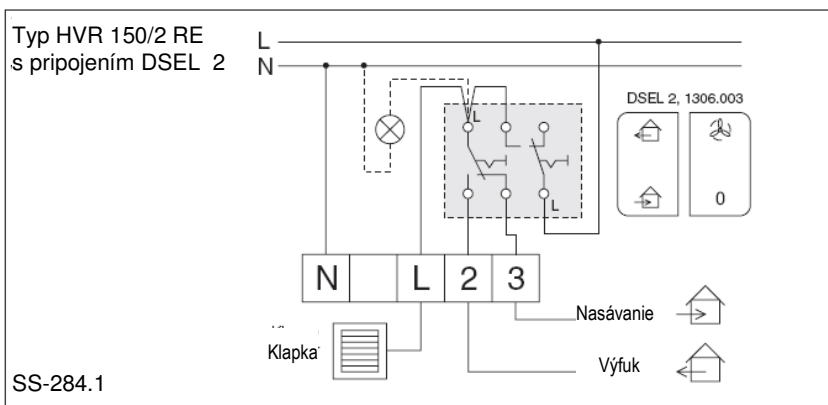 Typ HVR 150/2 RE
s pripojením DSEL 2
L
N
DSEL 2, 1306.003
L
0
L
N L 2 3
Nasávanie
Klapka
Výfuk
SS-284.1